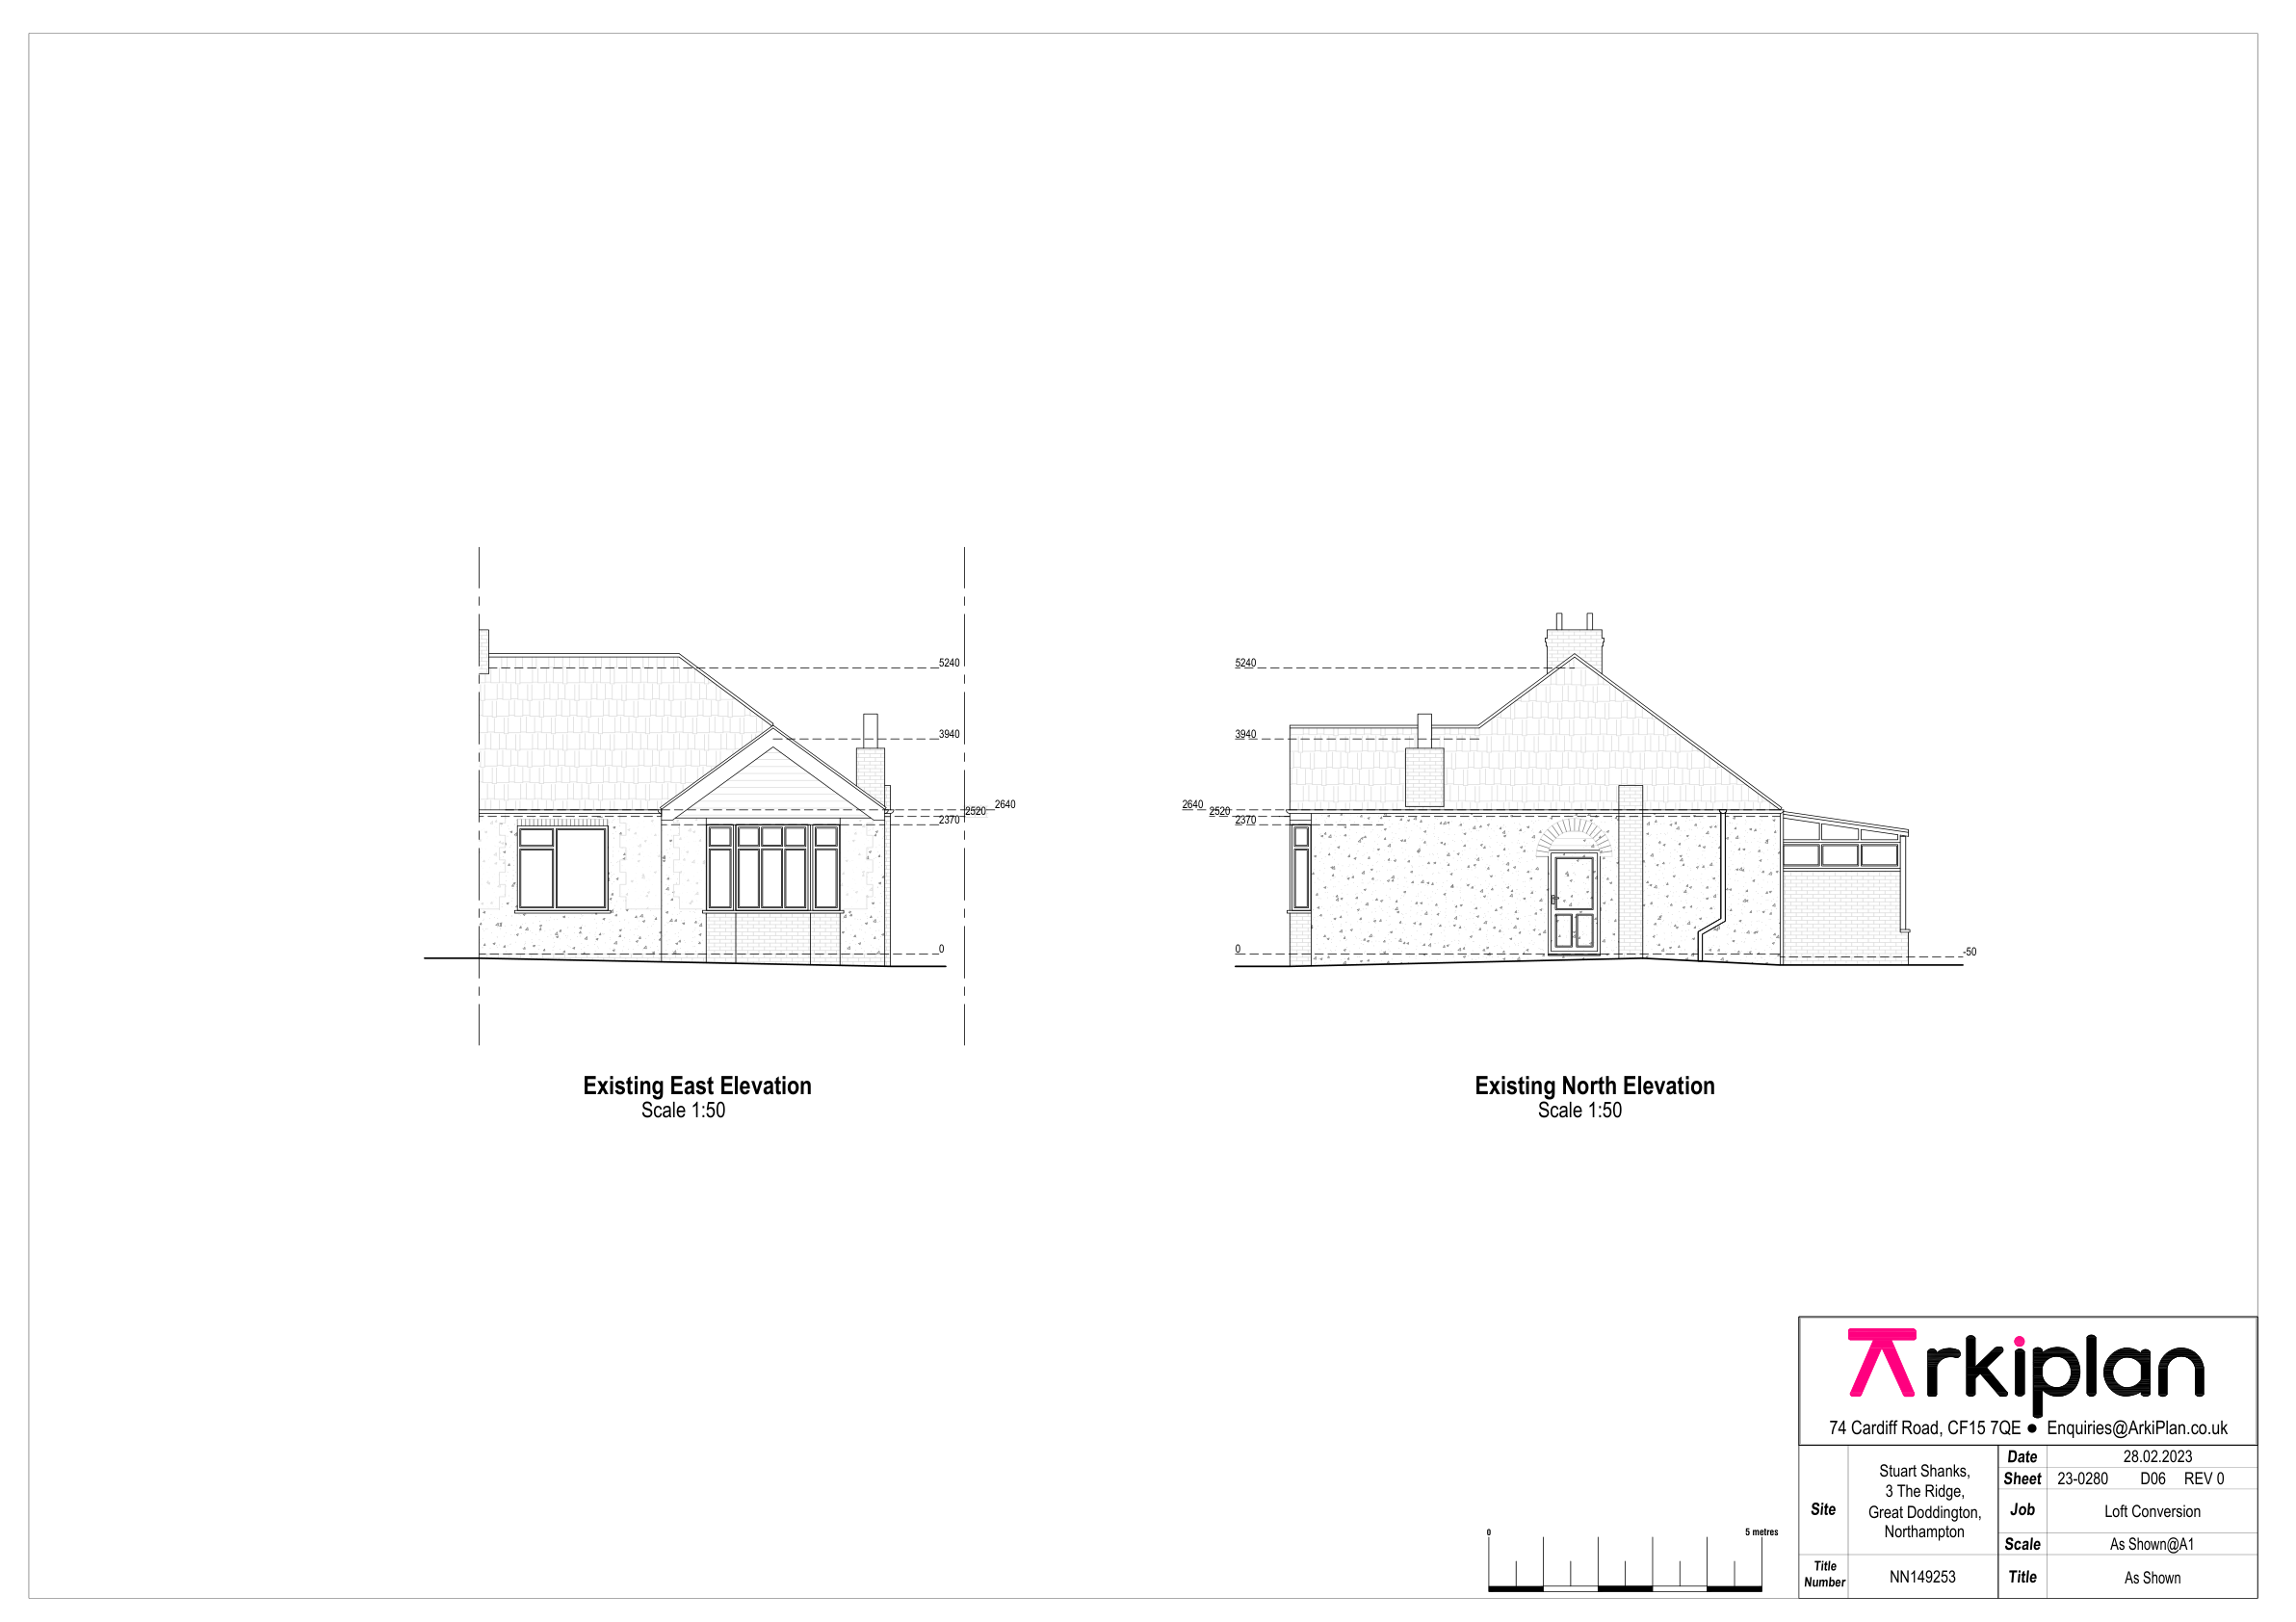 5240
3940
2640
2520
2370
0
Existing East Elevation
Scale 1:50
5240
3940
2640
2520
2370
0
-50
Existing North Elevation
Scale 1:50
0
5 metres
Arkiplan
74 Cardiff Road, CF15 7QE ● Enquiries@ArkiPlan.co.uk
Site
Stuart Shanks,
3 The Ridge,
Great Doddington,
Northampton
Title
Number
NN149253
Date 28.02.2023
Sheet 23-0280 D06 REV 0
Job Loft Conversion
Scale As Shown@A1
Title As Shown